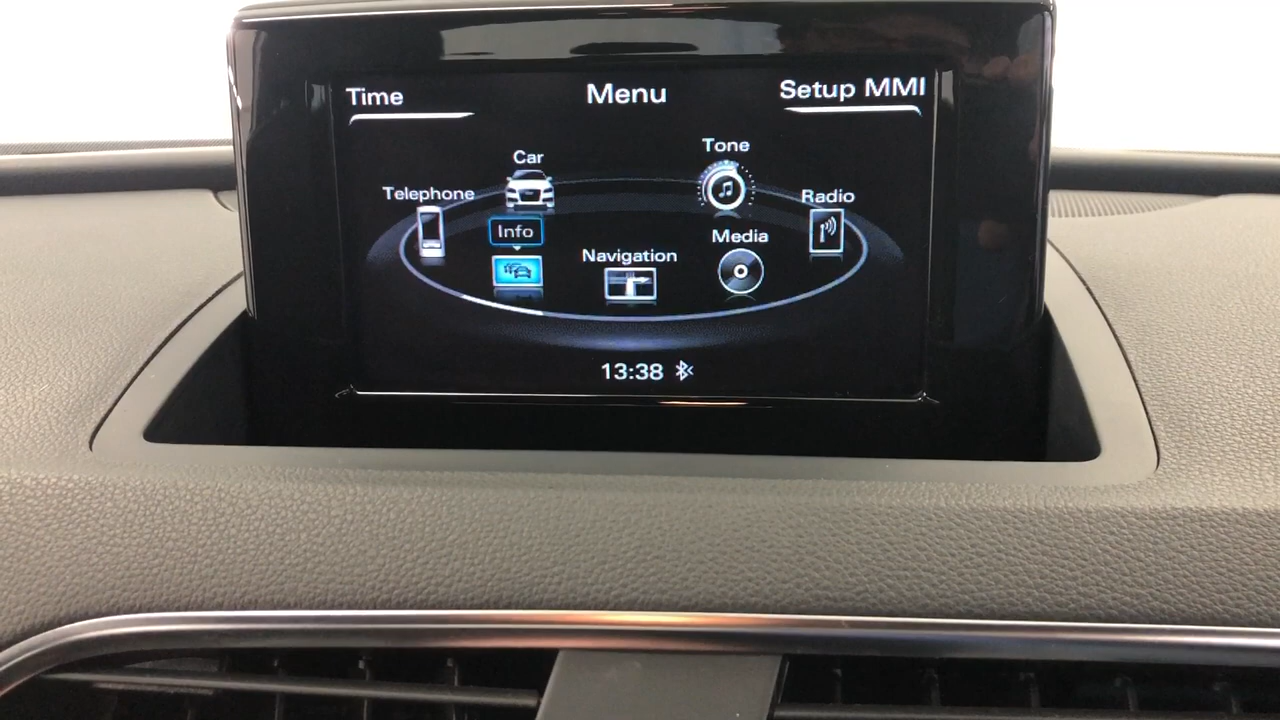 Time
Menu
Setup MMI
Car
Tone
Telephone
Radio
Info
Media
Navigation
13:38